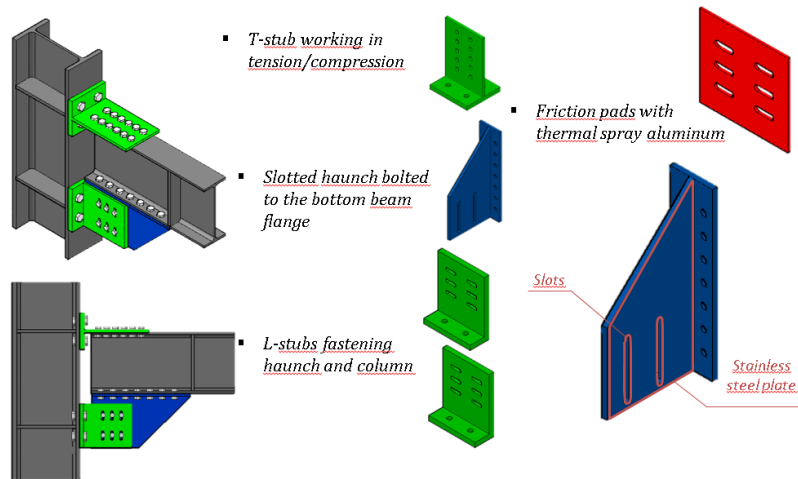 T-stub working in
tension/compression
Friction pads with
thermal spray aluminum
Slotted haunch bolted
to the bottom beam
flange
Slots
L-stubs fastening
haunch and column
Stainless
steel plate